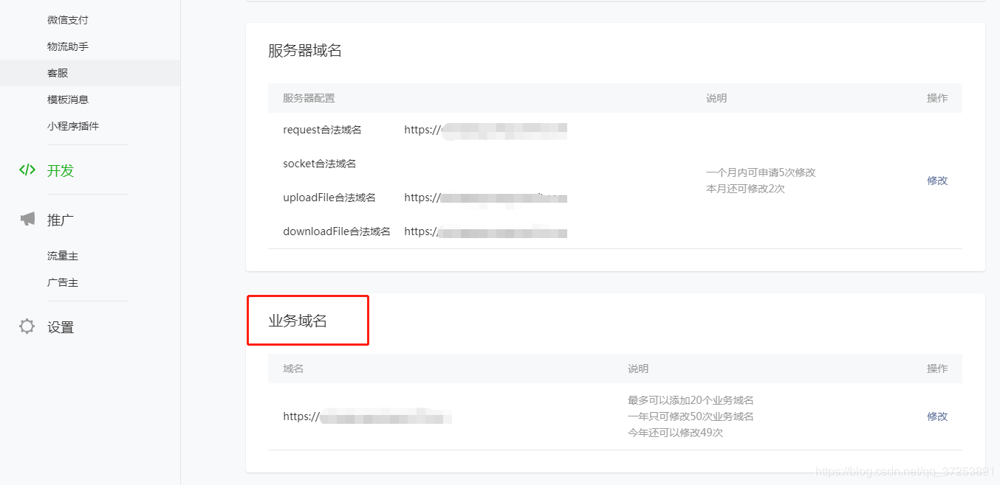 微信支付
物流助手
客服
模板消息
小程序插件
开发
推广
流量主
广告主
设置
服务器域名
服务器配置 说明 操作
request合法域名 https://
socket合法域名
uploadFile合法域名 https://
downloadFile合法域名 https://
一个月内可申请5次修改
本月还可修改2次
修改
业务域名
域名 说明 操作
https://
最多可以添加20个业务域名
一年只可修改50次业务域名
今年还可以修改49次
修改
https://blog.csdn.net/qq_37253891